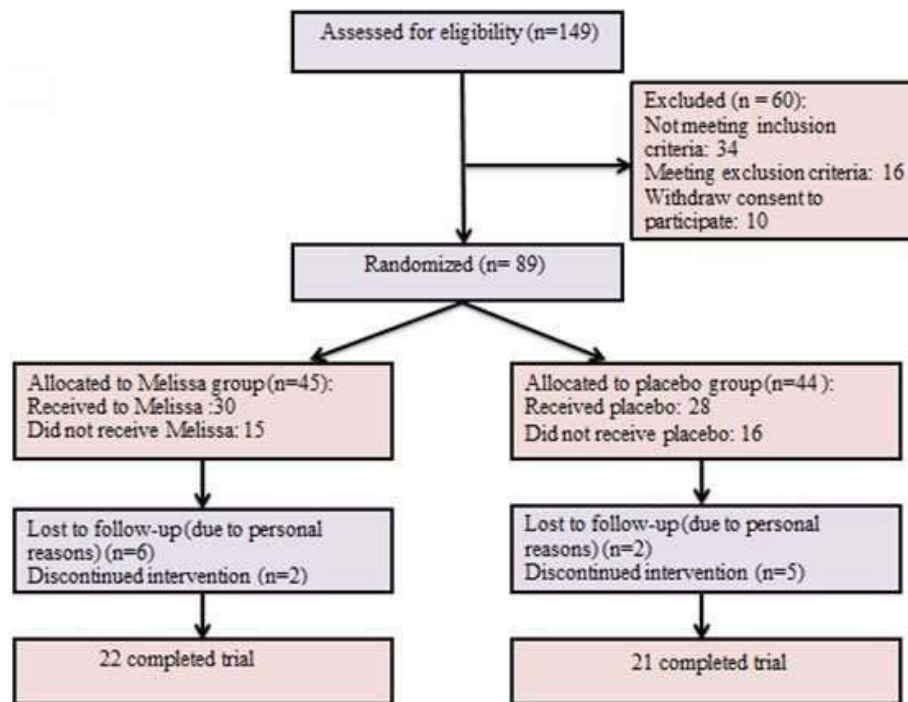 Assessed for eligibility (n=149)
Excluded (n = 60):
Not meeting inclusion
criteria: 34
Meeting exclusion criteria: 16
Withdraw consent to
participate: 10
Randomized (n= 89)
Allocated to Melissa group (n=45):
Received to Melissa :30
Did not receive Melissa: 15
Allocated to placebo group (n=44 ):
Received placebo: 28
Did not receive placebo: 16
Lost to follow-up (due to personal
reasons) (n=6)
Discontinued intervention (n=2)
Lost to follow-up (due to personal
reasons) (n=2)
Discontinued intervention (n=5)
22 completed trial
21 completed trial